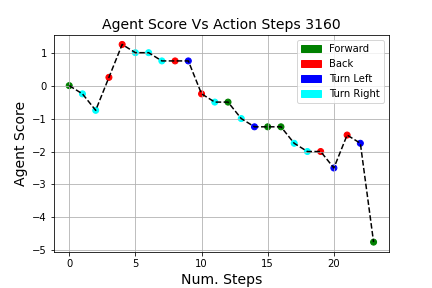 Agent Score Vs Action Steps 3160
Forward
Back
Turn Left
Turn Right
Agent Score
1
0
−1
−2
−3
−4
−5
0 5 10 15 20
Num. Steps